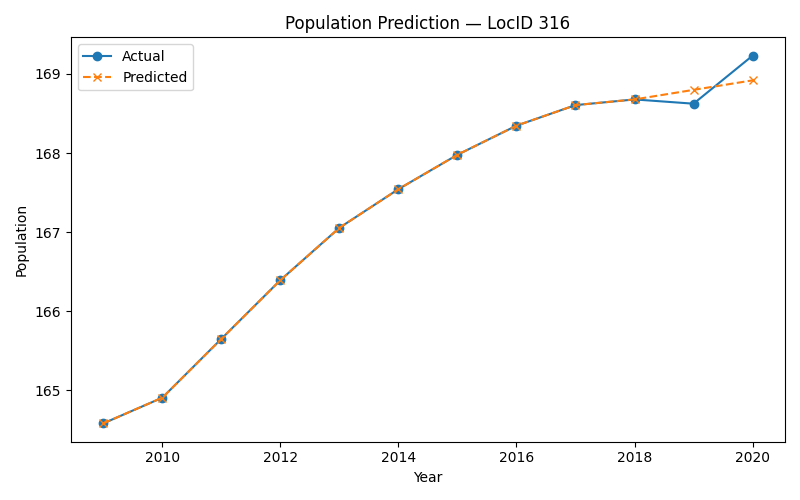 Population Prediction — LocID 316
Actual
Predicted
169
168
167
166
165
Population
2010 2012 2014 2016 2018 2020
Year